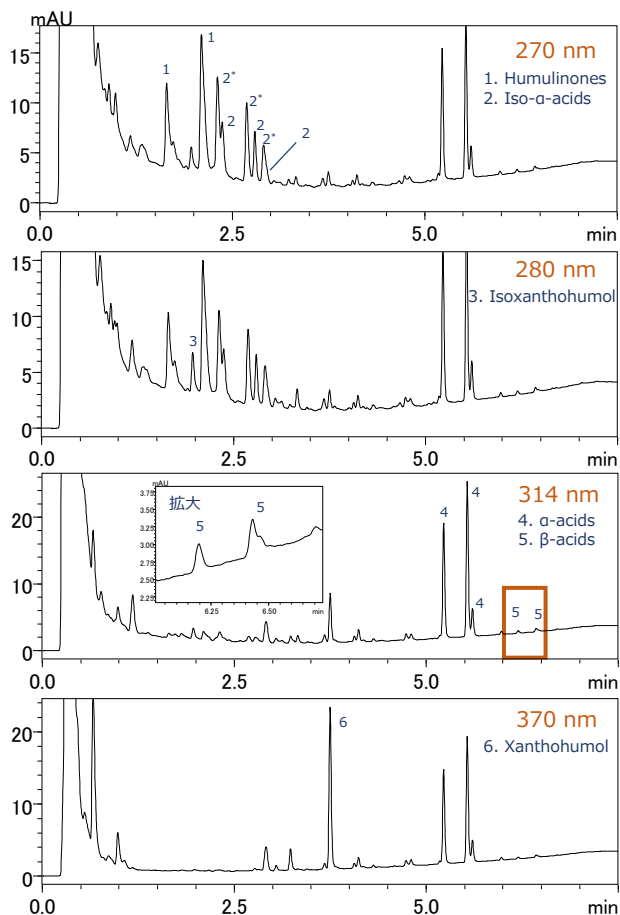 mAU
270 nm
1. Humulinones
2. Iso-α-acids
1
1
2*
2
2*
2
2*
2
15
10
5
0
0.0 2.5 5.0 min
280 nm
3. Isoxanthohumol
3
15
10
5
0
0.0 2.5 5.0 min
314 nm
4. α-acids
5. β-acids
mAU
拡大
5 5
3.75
3.50
3.25
3.00
2.75
2.50
2.25
6.25 6.50 min
4
4
4
5 5
20
10
0
0.0 2.5 5.0 min
370 nm
6. Xanthohumol
6
20
10
0
0.0 2.5 5.0 min